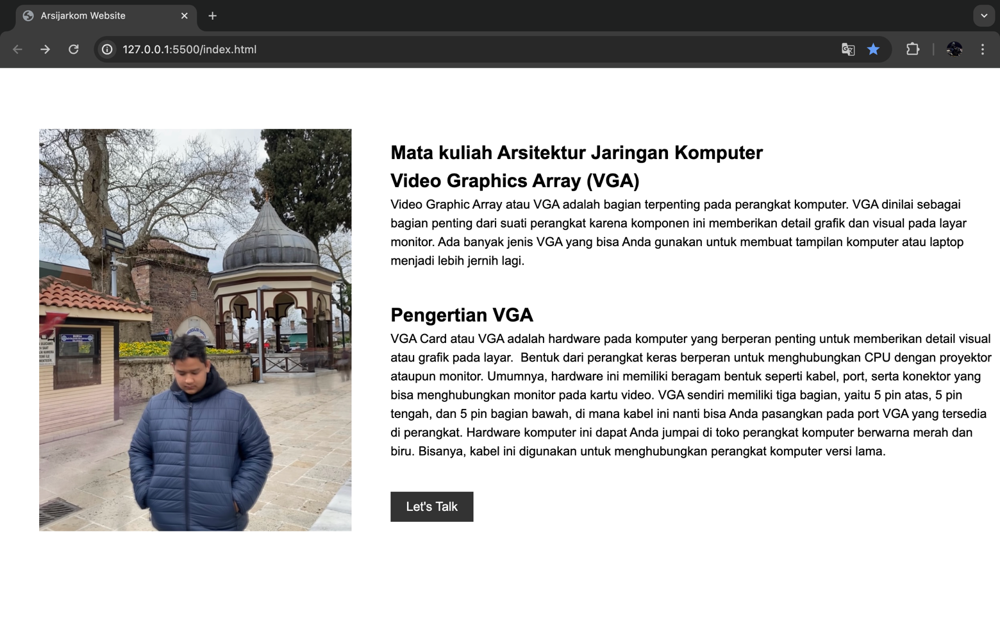 Arsijarkom Website
127.0.0.1:5500/index.html
BURSA
Mata kuliah Arsitektur Jaringan Komputer
Video Graphics Array (VGA)
Video Graphic Array atau VGA adalah bagian terpenting pada perangkat komputer. VGA dinilai sebagai
bagian penting dari suati perangkat karena komponen ini memberikan detail grafik dan visual pada layar
monitor. Ada banyak jenis VGA yang bisa Anda gunakan untuk membuat tampilan komputer atau laptop
menjadi lebih jernih lagi.
Pengertian VGA
VGA Card atau VGA adalah hardware pada komputer yang berperan penting untuk memberikan detail visual
atau grafik pada layar.  Bentuk dari perangkat keras berperan untuk menghubungkan CPU dengan proyektor
ataupun monitor. Umumnya, hardware ini memiliki beragam bentuk seperti kabel, port, serta konektor yang
bisa menghubungkan monitor pada kartu video. VGA sendiri memiliki tiga bagian, yaitu 5 pin atas, 5 pin
tengah, dan 5 pin bagian bawah, di mana kabel ini nanti bisa Anda pasangkan pada port VGA yang tersedia
di perangkat. Hardware komputer ini dapat Anda jumpai di toko perangkat komputer berwarna merah dan
biru. Bisanya, kabel ini digunakan untuk menghubungkan perangkat komputer versi lama.
Let's Talk